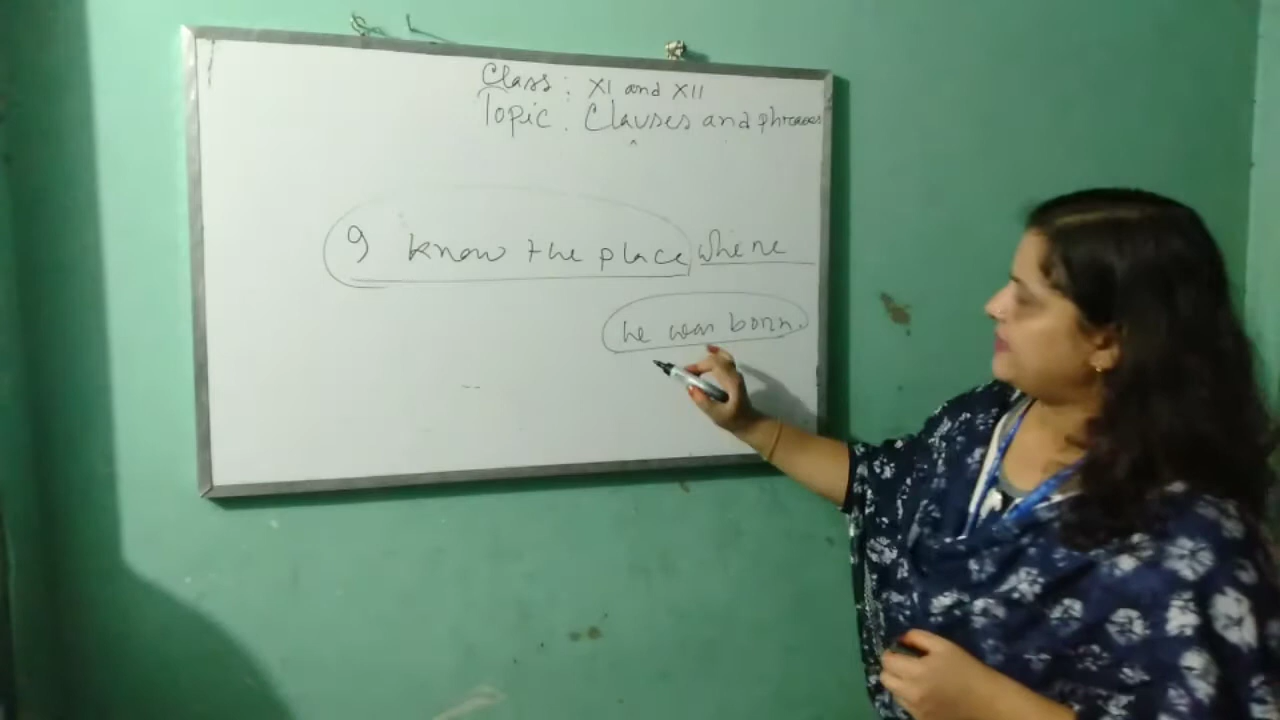 Class: XI and XII
Topic. Clauses and phrases
I know the place where
he was born.